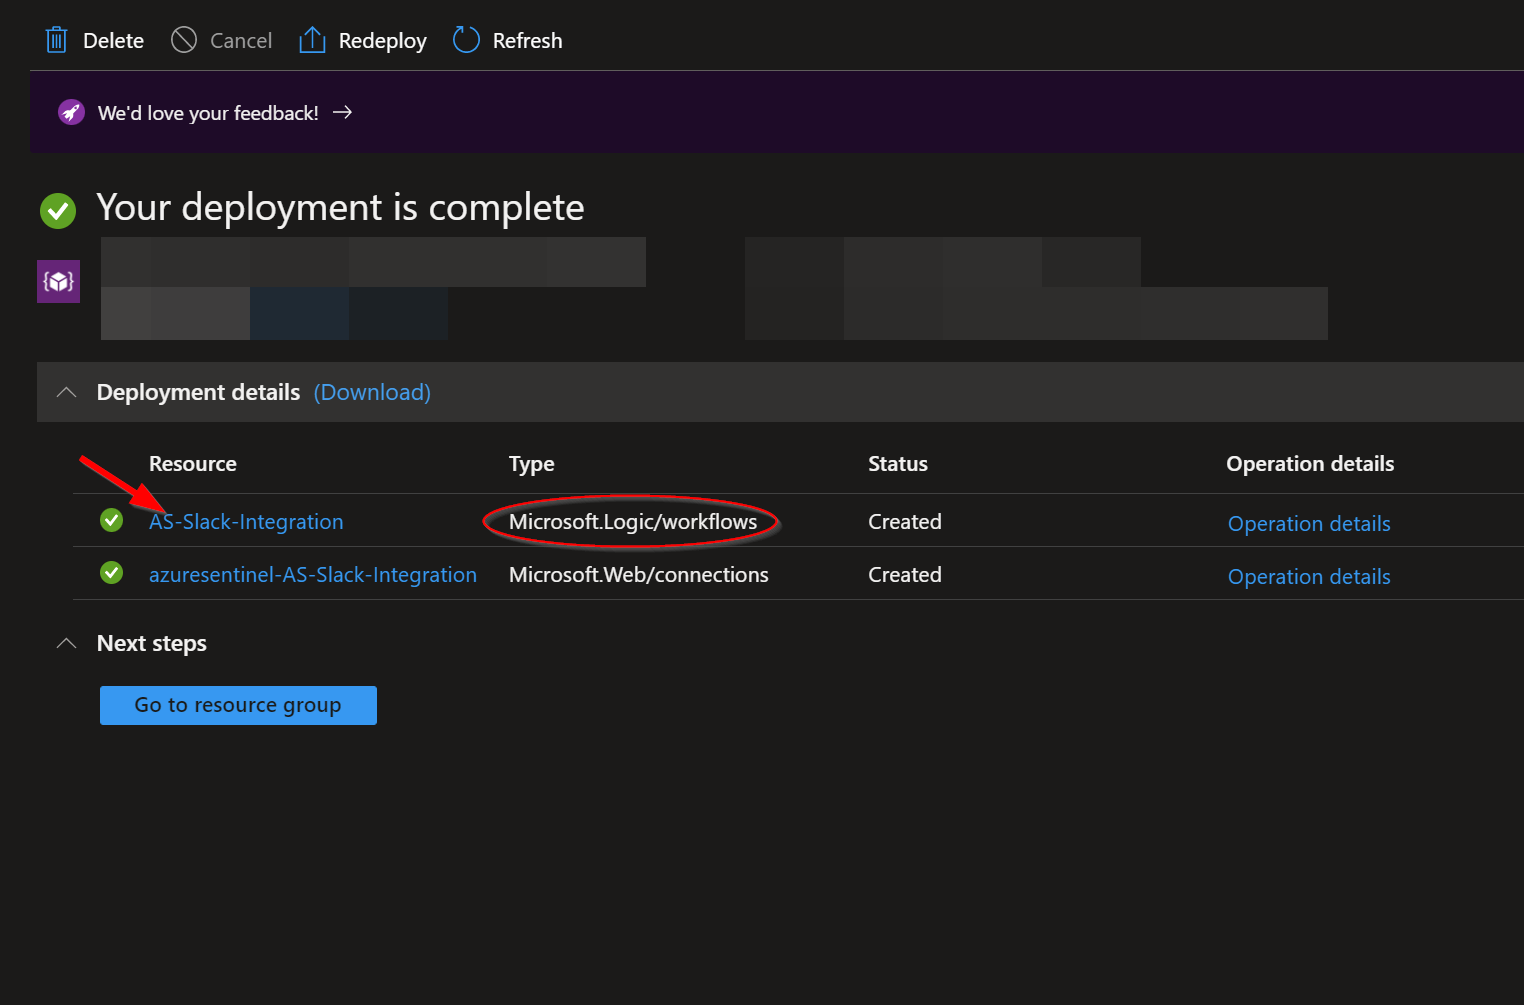 Delete Cancel Redeploy Refresh
We'd love your feedback! →
Your deployment is complete
Deployment details (Download)
Resource Type Status Operation details
AS-Slack-Integration Microsoft.Logic/workflows Created Operation details
azuresentinel-AS-Slack-Integration Microsoft.Web/connections Created Operation details
Next steps
Go to resource group